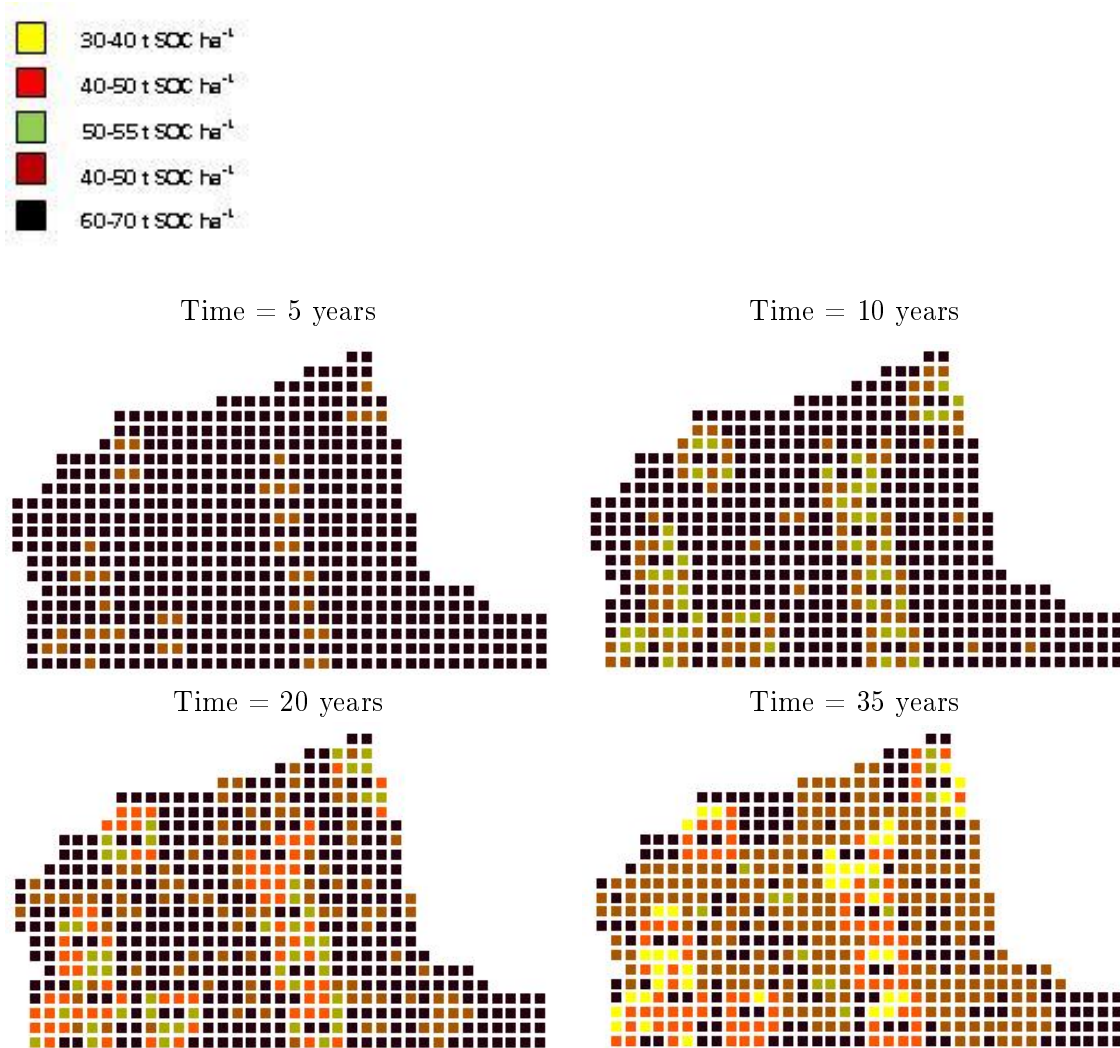 30-40 t SOC ha⁻¹
40-50 t SOC ha⁻¹
50-55 t SOC ha⁻¹
40-50 t SOC ha⁻¹
60-70 t SOC ha⁻¹
Time = 5 years
Time = 10 years
Time = 20 years
Time = 35 years